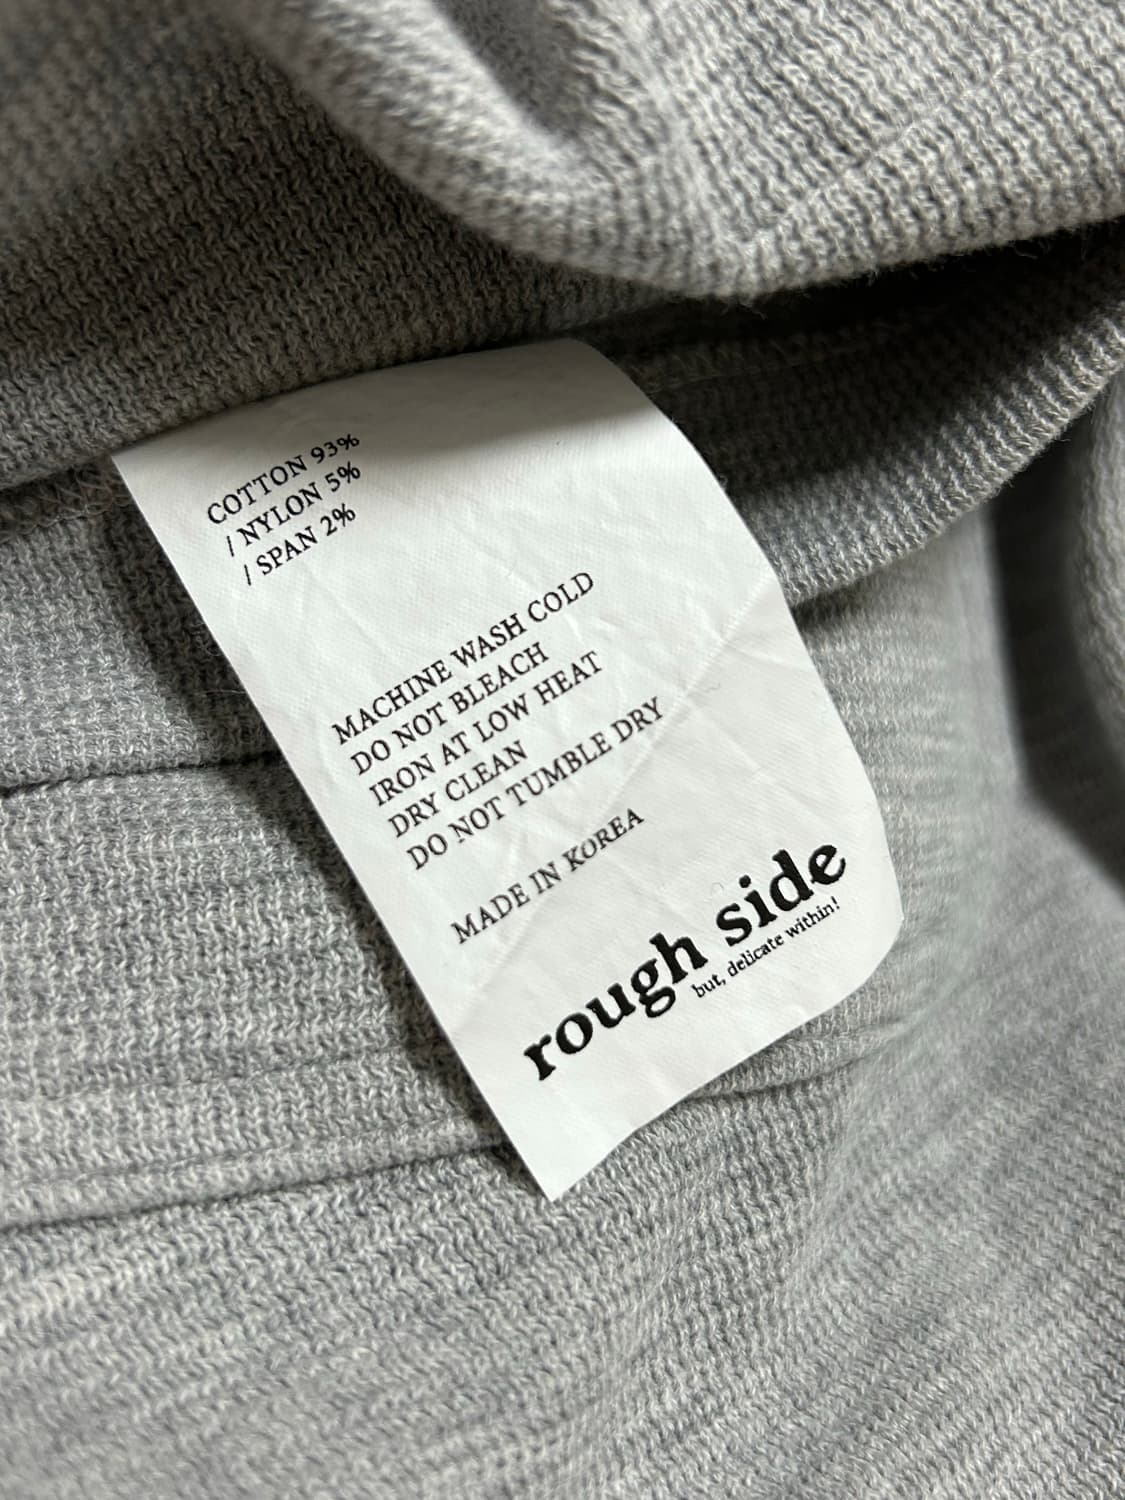 COTTON 93%
/ NYLON 5%
/ SPAN 2%
MACHINE WASH COLD
DO NOT BLEACH
IRON AT LOW HEAT
DRY CLEAN
DO NOT TUMBLE DRY
MADE IN KOREA
rough side
but, delicate within!